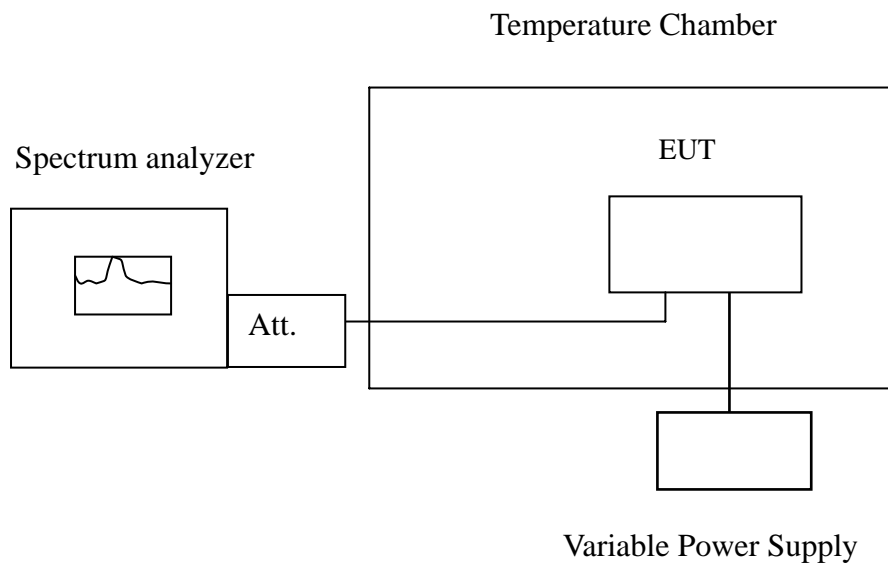 Temperature Chamber
Spectrum analyzer
EUT
Att.
Variable Power Supply